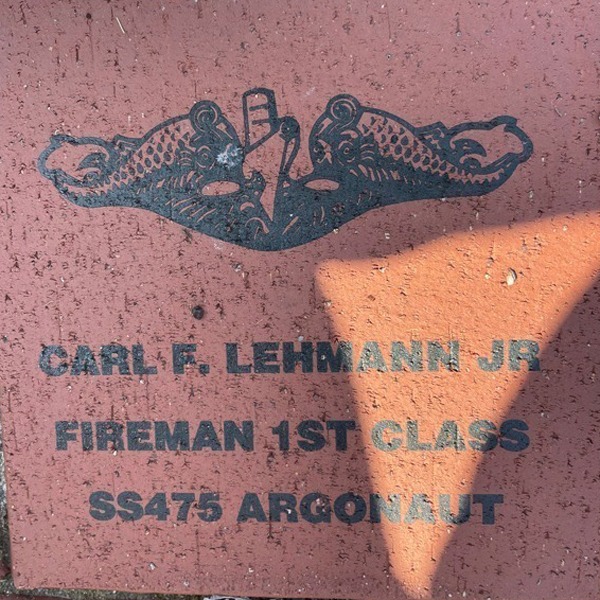 CARL F. LEHMANN JR
FIREMAN 1ST CLASS
SS475 ARGONAUT